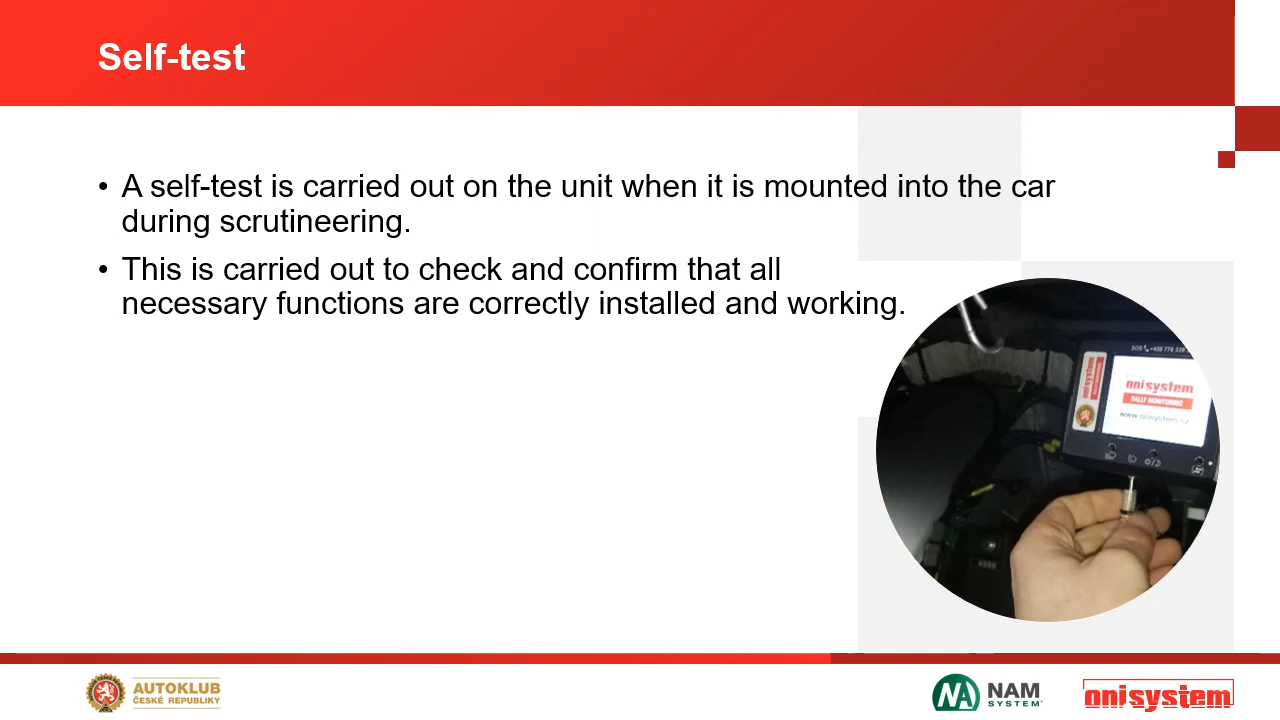 Self-test
• A self-test is carried out on the unit when it is mounted into the car
during scrutineering.
• This is carried out to check and confirm that all
necessary functions are correctly installed and working.
onisystem
onisystem
RALLY MONITORING
www.onisystem.cz
AUTOKLUB
ČESKÉ REPUBLIKY
NAM
SYSTEM
onisystem